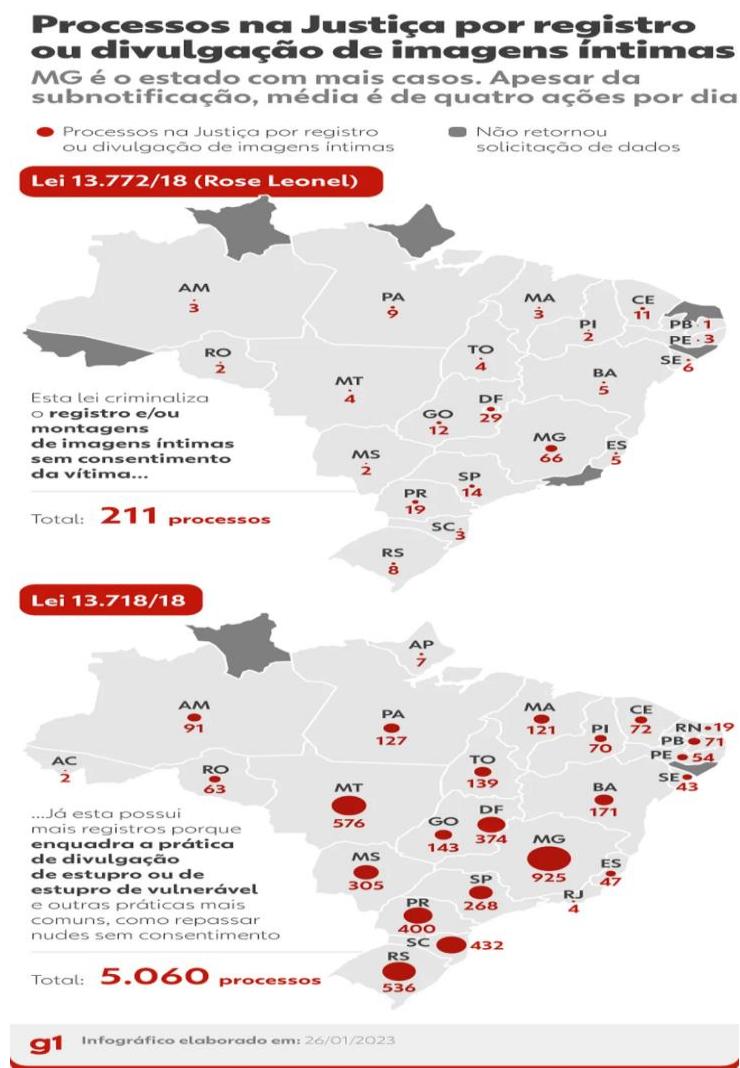 Processos na Justiça por registro
ou divulgação de imagens íntimas
MG é o estado com mais casos. Apesar da
subnotificação, média é de quatro ações por dia
Processos na Justiça por registro
ou divulgação de imagens íntimas
Não retornou
solicitação de dados
Lei 13.772/18 (Rose Leonel)
AM
3
PA
9
MA
3
CE
11
PI
2
PB 1
PE 3
SE
6
RO
2
TO
4
BA
5
MT
4
GO
12
DF
29
MG
66
ES
5
MS
2
SP
14
PR
19
SC
3
RS
8
Esta lei criminaliza
o registro e/ou
montagens
de imagens íntimas
sem consentimento
da vítima...
Total: 211 processos
Lei 13.718/18
AP
7
AM
91
PA
127
MA
121
CE
72
PI
70
RN 19
PB 71
PE 54
SE
43
AC
2
RO
63
TO
139
BA
171
MT
576
GO
143
DF
374
MG
925
ES
47
MS
305
SP
268
RJ
4
PR
400
SC 432
RS
536
...Já esta possui
mais registros porque
enquadra a prática
de divulgação
de estupro ou de
estupro de vulnerável
e outras práticas mais
comuns, como repassar
nudes sem consentimento
Total: 5.060 processos
g1 Infográfico elaborado em: 26/01/2023